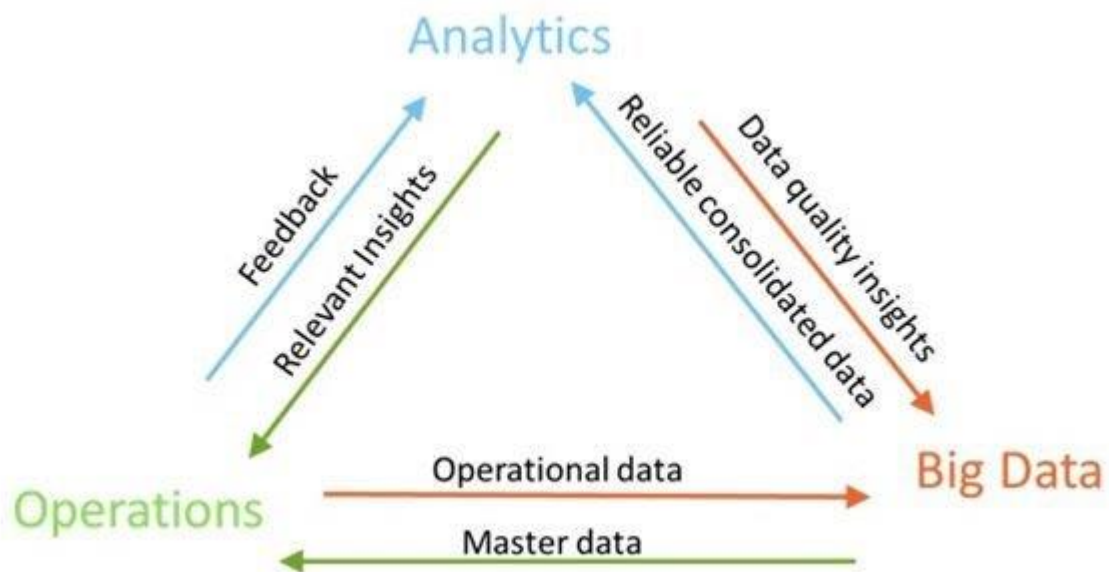 Analytics
Feedback
Relevant Insights
Reliable consolidated data
Data quality insights
Operations
Operational data
Big Data
Master data